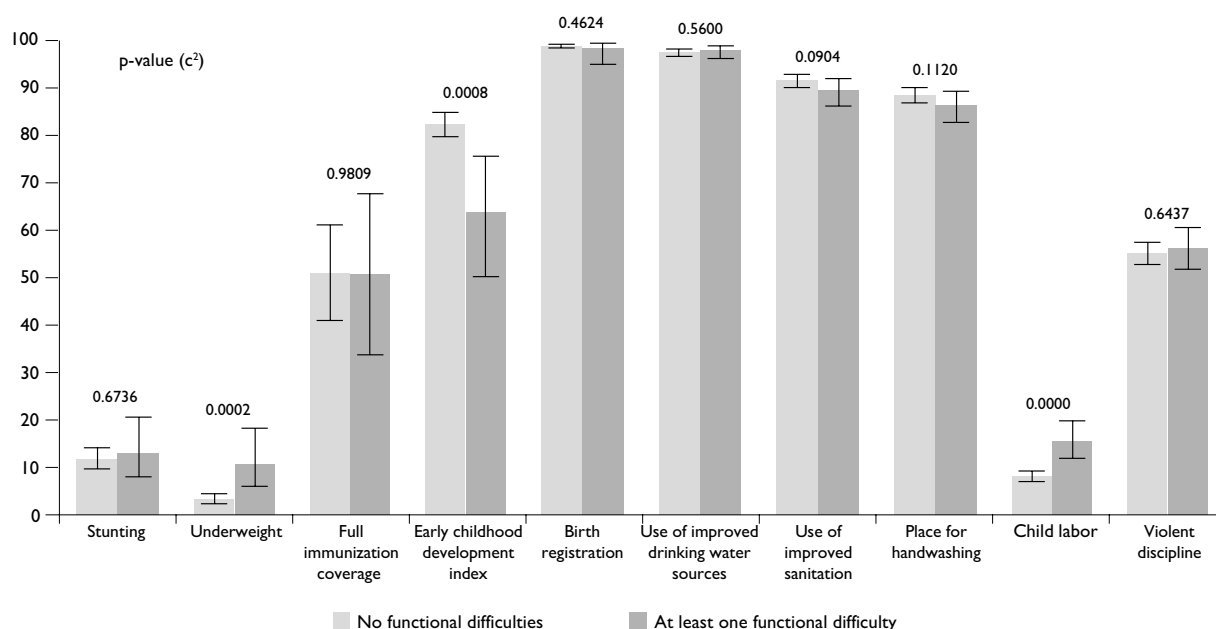 0.4624
0.5600
100
p-value (c²)
0.0904
0.1120
90
0.0008
80
70
0.9809
0.6437
60
50
40
30
0.6736
0.0002
0.0000
20
10
0
Stunting
Underweight
Full
immunization
coverage
Early childhood
development
index
Birth
registration
Use of improved
drinking water
sources
Use of
improved
sanitation
Place for
handwashing
Child labor
Violent
discipline
No functional difficulties
At least one functional difficulty